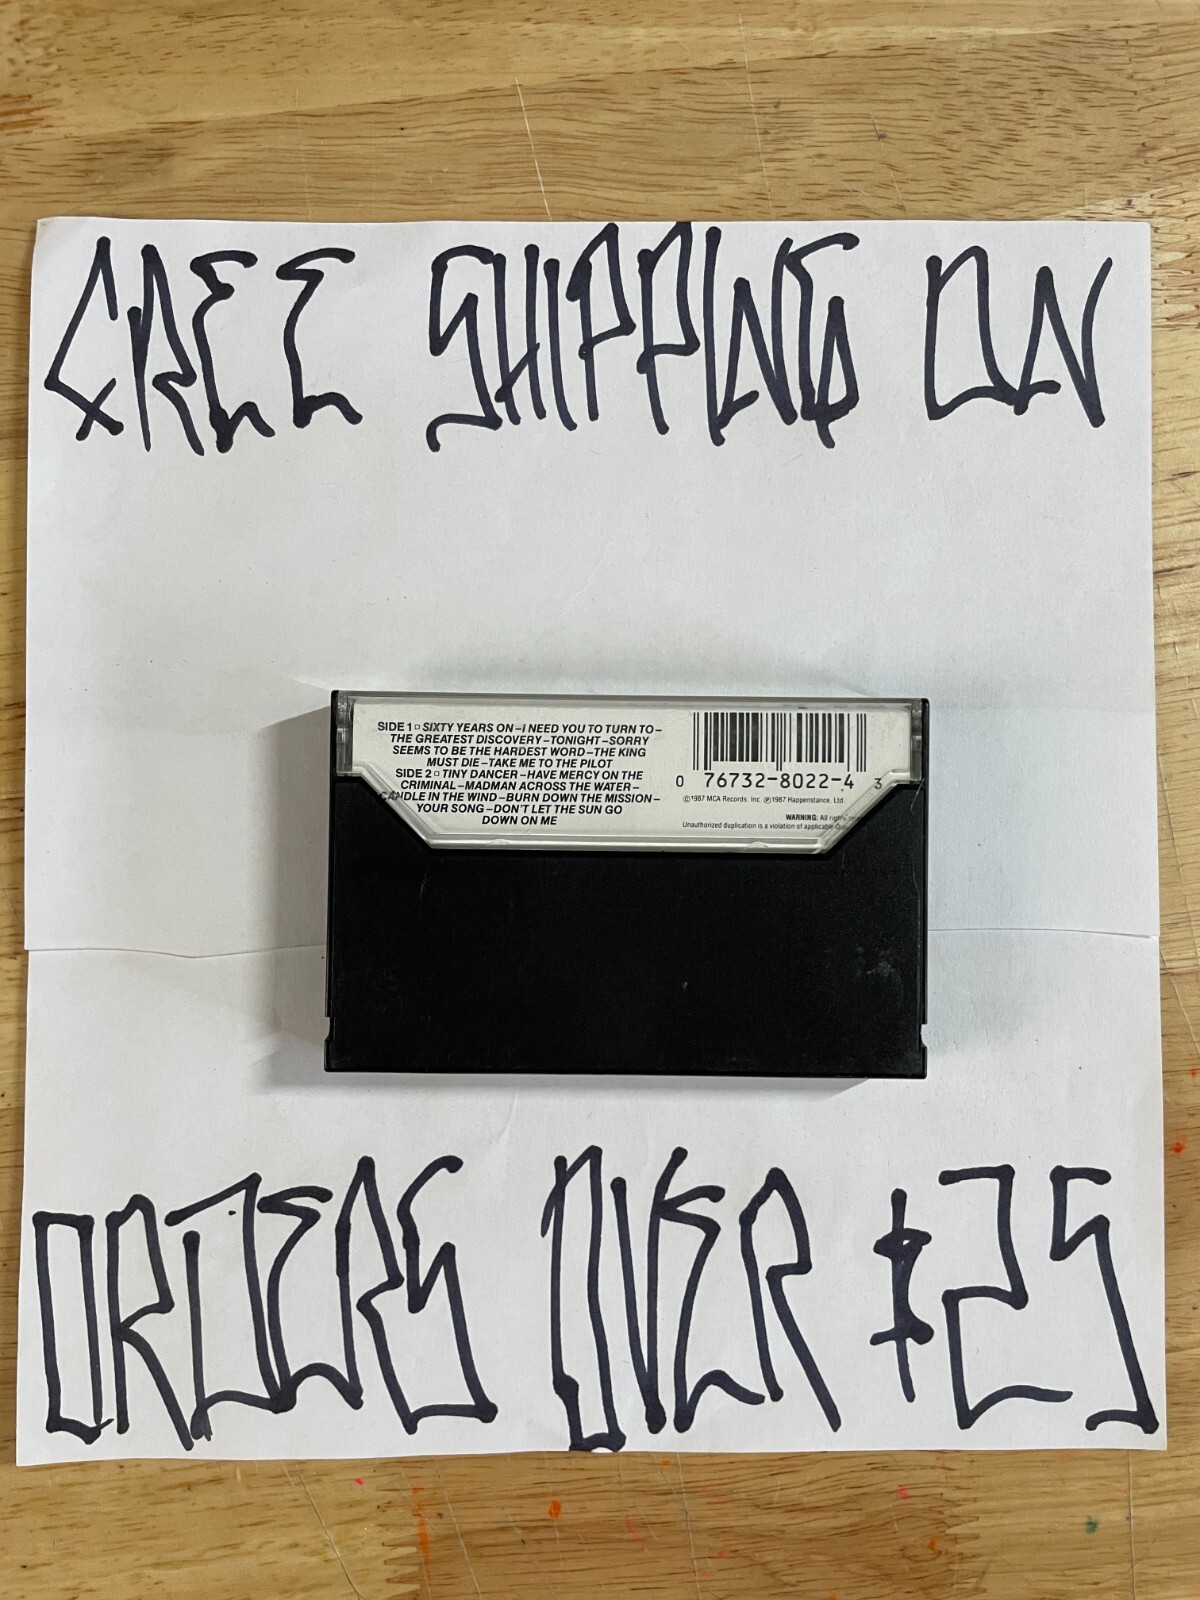 FREE SHIPPING ON
SIDE 1 ▫ SIXTY YEARS ON –I NEED YOU TO TURN TO –
THE GREATEST DISCOVERY –TONIGHT –SORRY
SEEMS TO BE THE HARDEST WORD –THE KING
MUST DIE –TAKE ME TO THE PILOT
SIDE 2 ▫ TINY DANCER –HAVE MERCY ON THE
CRIMINAL –MADMAN ACROSS THE WATER –
CANDLE IN THE WIND –BURN DOWN THE MISSION –
YOUR SONG –DON'T LET THE SUN GO
DOWN ON ME
0 76732-8022-4 3
©1987 MCA Records, Inc. ℗1987 Happenstance, Ltd.
WARNING: All rights
Unauthorized duplication is a violation of applicable
ORDERS OVER $25